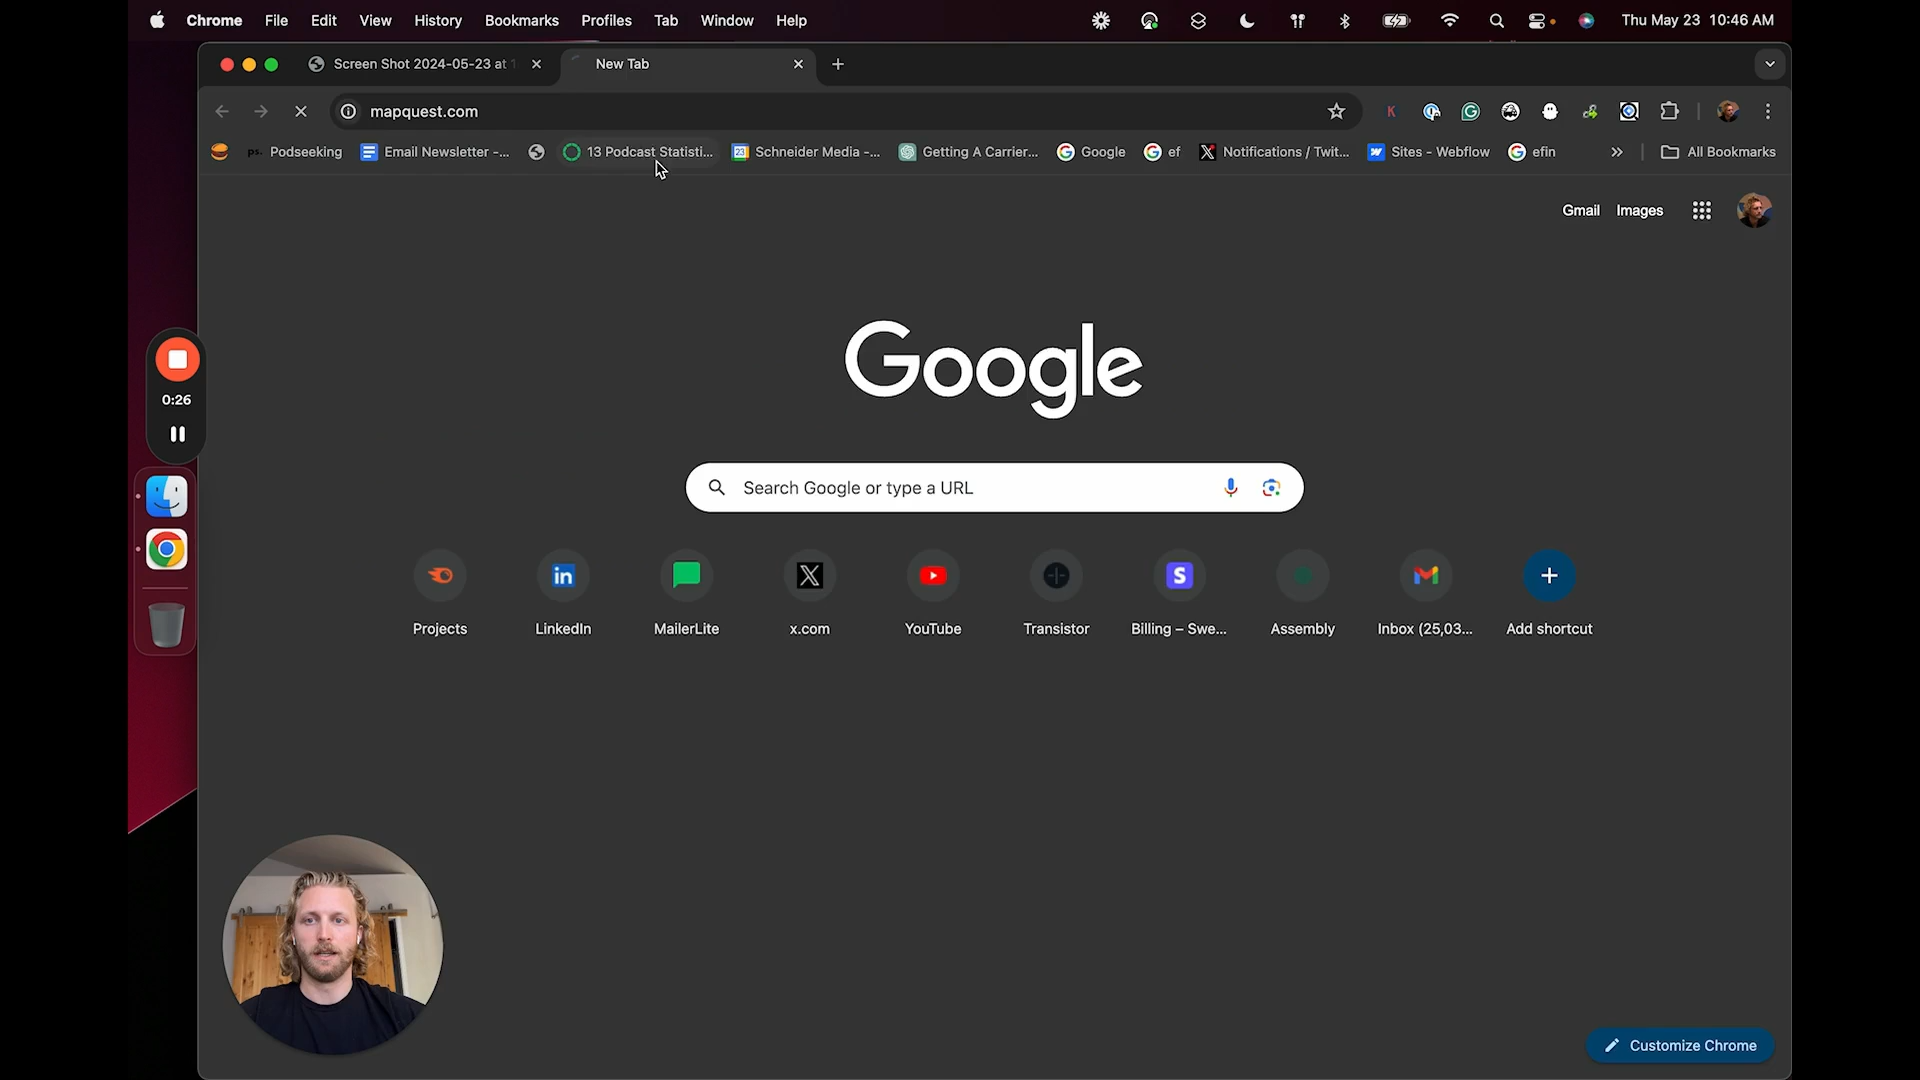 Chrome File Edit View History Bookmarks Profiles Tab Window Help Thu May 23 10:46 AM
Screen Shot 2024-05-23 at 1 New Tab
mapquest.com
ps. Podseeking Email Newsletter -... 13 Podcast Statisti... 23 Schneider Media -... Getting A Carrier... Google ef Notifications / Twit... Sites - Webflow efin All Bookmarks
Gmail Images
Google
0:26
Search Google or type a URL
Projects LinkedIn MailerLite x.com YouTube Transistor Billing – Swe... Assembly Inbox (25,03... Add shortcut
Customize Chrome